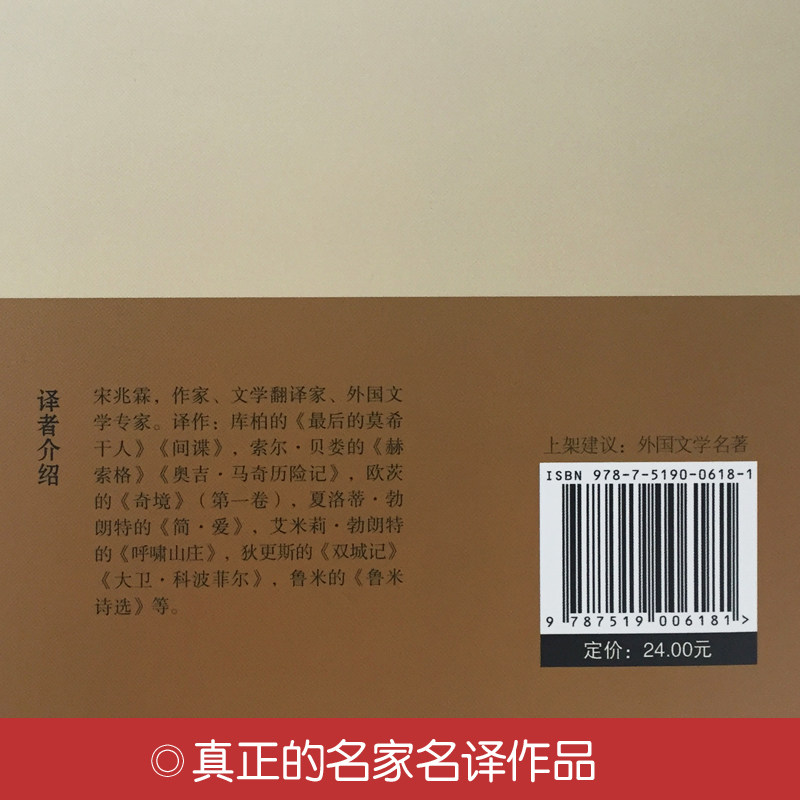 译者介绍
宋兆霖，作家、文学翻译家、外国文
学专家。译作：库柏的《最后的莫希
干人》《间谍》，索尔·贝娄的《赫
索格》《奥吉·马奇历险记》，欧茨
的《奇境》（第一卷），夏洛蒂·勃
朗特的《简·爱》，艾米莉·勃朗特
的《呼啸山庄》，狄更斯的《双城记》
《大卫·科波菲尔》，鲁米的《鲁米
诗选》等。
上架建议：外国文学名著
ISBN 978-7-5190-0618-1
9 787519 006181 >
定价：24.00元
◎真正的名家名译作品